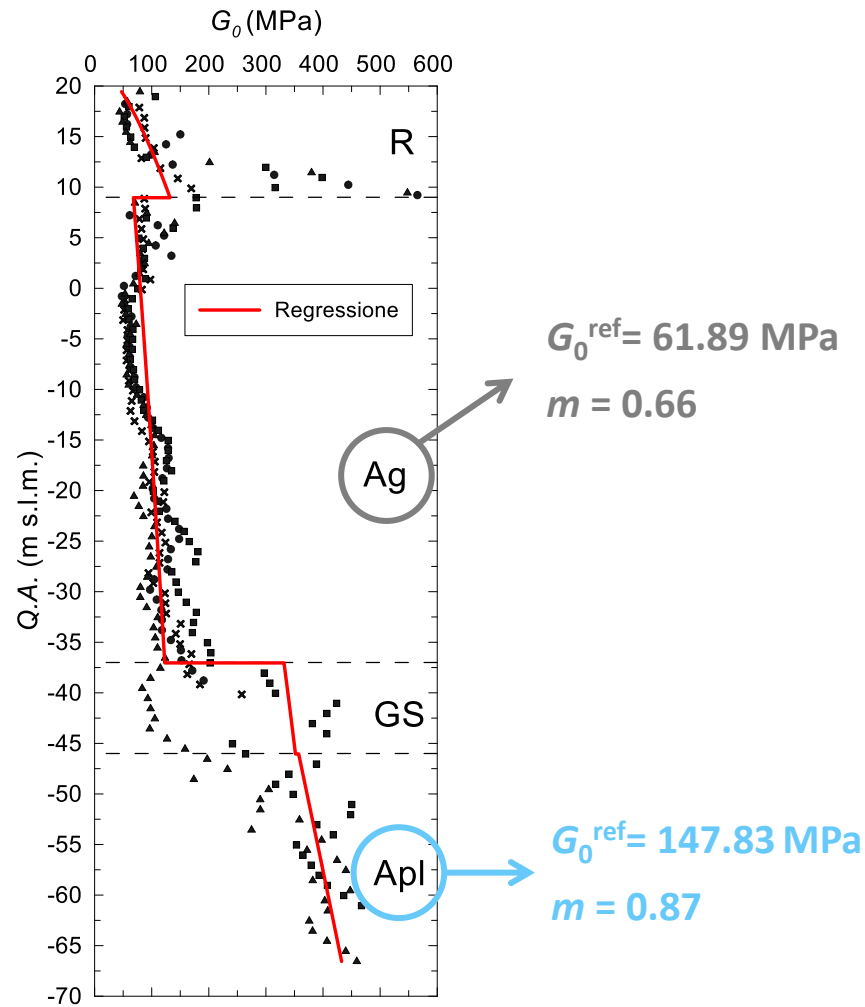 G₀ (MPa)
0 100 200 300 400 500 600
20
15
10
5
0
-5
-10
-15
-20
-25
-30
-35
-40
-45
-50
-55
-60
-65
-70
Q.A. (m s.l.m.)
R
Regressione
Ag
GS
Apl
G₀ʳᵉᶠ= 61.89 MPa
m = 0.66
G₀ʳᵉᶠ= 147.83 MPa
m = 0.87